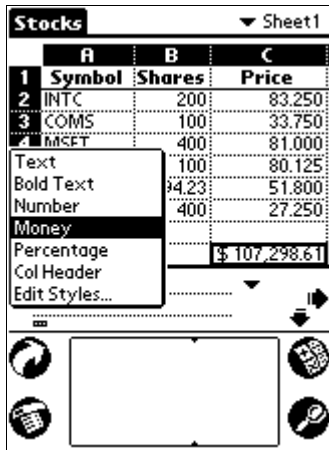 Stocks Sheet1
A B C
1 Symbol Shares Price
2 INTC 200 83.250
3 COMS 100 33.750
4 MSFT 400 81.000
Text 100 80.125
Bold Text 94.23 51.800
Number 400 27.250
Money
Percentage $ 107,298.61
Col Header
Edit Styles...